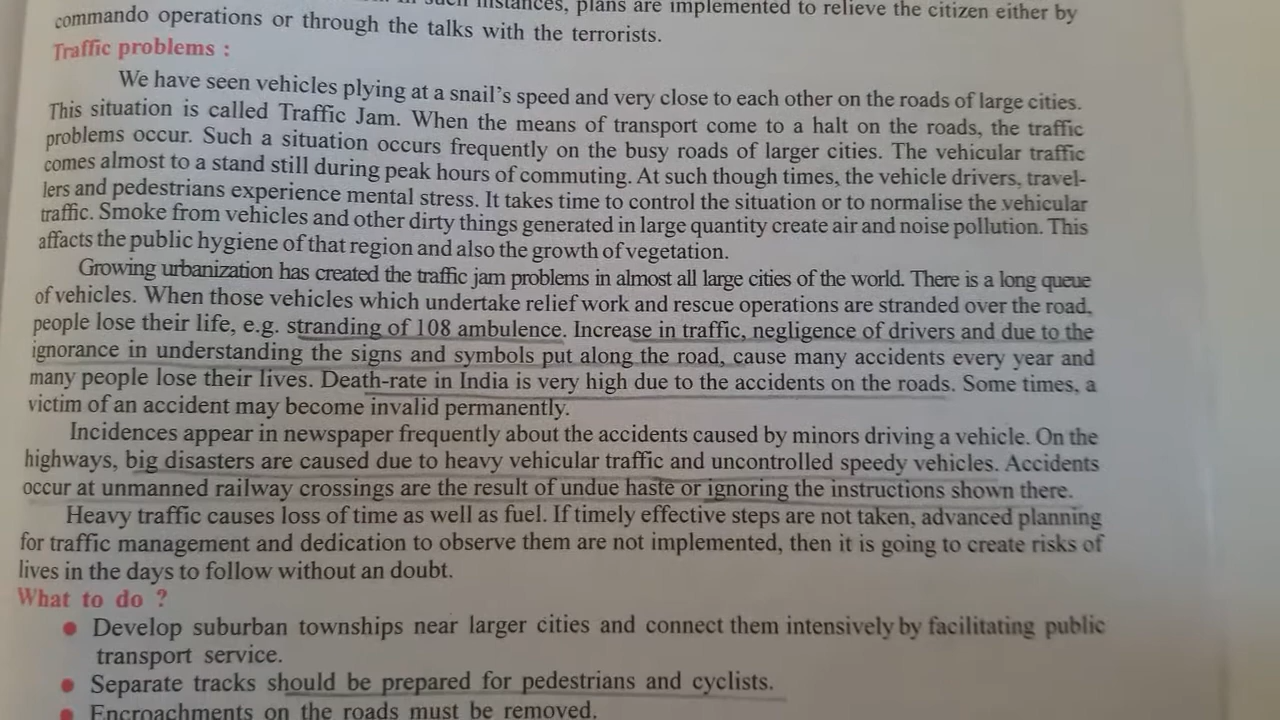 instances, plans are implemented to relieve the citizen either by
commando operations or through the talks with the terrorists.
Traffic problems :
We have seen vehicles plying at a snail's speed and very close to each other on the roads of large cities.
This situation is called Traffic Jam. When the means of transport come to a halt on the roads, the traffic
problems occur. Such a situation occurs frequently on the busy roads of larger cities. The vehicular traffic
comes almost to a stand still during peak hours of commuting. At such though times, the vehicle drivers, travel-
lers and pedestrians experience mental stress. It takes time to control the situation or to normalise the vehicular
traffic. Smoke from vehicles and other dirty things generated in large quantity create air and noise pollution. This
affacts the public hygiene of that region and also the growth of vegetation.
Growing urbanization has created the traffic jam problems in almost all large cities of the world. There is a long queue
of vehicles. When those vehicles which undertake relief work and rescue operations are stranded over the road,
people lose their life, e.g. stranding of 108 ambulence. Increase in traffic, negligence of drivers and due to the
ignorance in understanding the signs and symbols put along the road, cause many accidents every year and
many people lose their lives. Death-rate in India is very high due to the accidents on the roads. Some times, a
victim of an accident may become invalid permanently.
Incidences appear in newspaper frequently about the accidents caused by minors driving a vehicle. On the
highways, big disasters are caused due to heavy vehicular traffic and uncontrolled speedy vehicles. Accidents
occur at unmanned railway crossings are the result of undue haste or ignoring the instructions shown there.
Heavy traffic causes loss of time as well as fuel. If timely effective steps are not taken, advanced planning
for traffic management and dedication to observe them are not implemented, then it is going to create risks of
lives in the days to follow without an doubt.
What to do ?
● Develop suburban townships near larger cities and connect them intensively by facilitating public
transport service.
● Separate tracks should be prepared for pedestrians and cyclists.
● Encroachments on the roads must be removed.